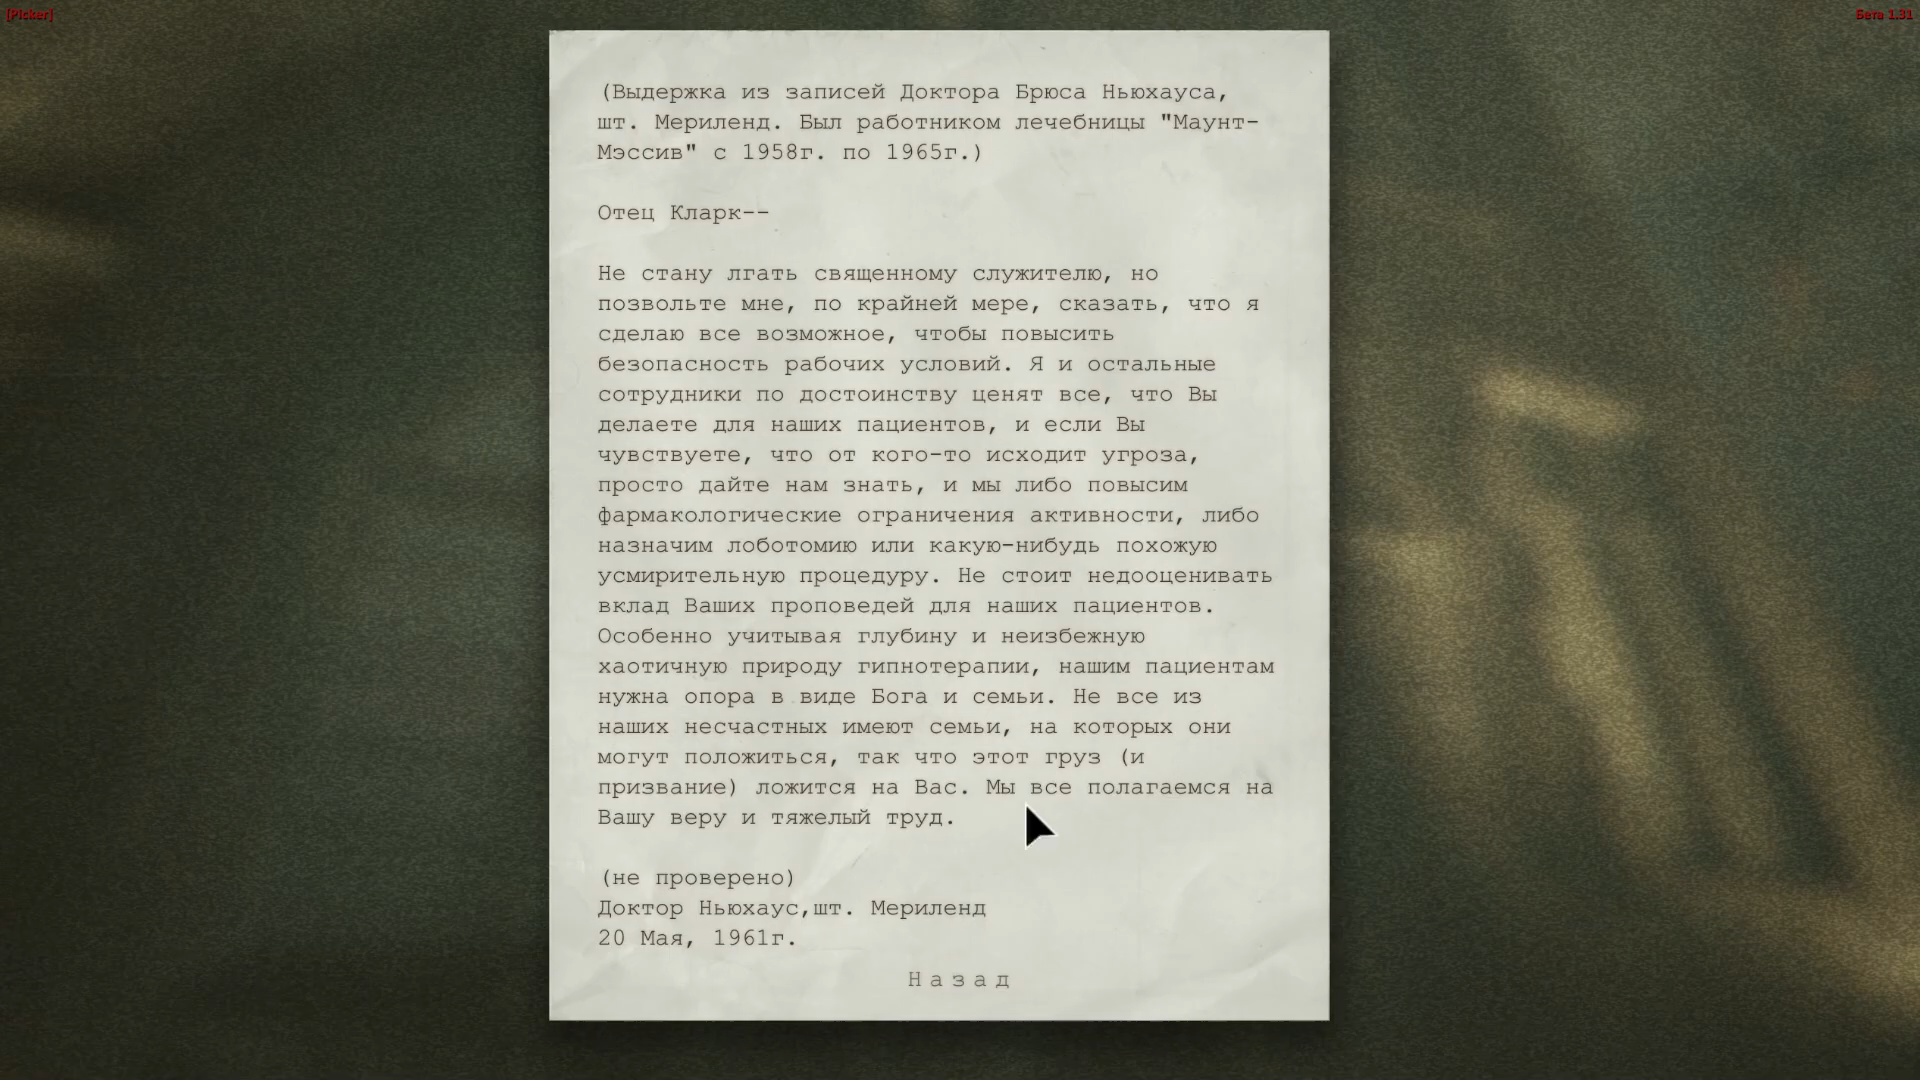 [Picker]
Бета 1.31
(Выдержка из записей Доктора Брюса Ньюхауса,
шт. Мериленд. Был работником лечебницы "Маунт-
Мэссив" с 1958г. по 1965г.)
Отец Кларк--
Не стану лгать священному служителю, но
позвольте мне, по крайней мере, сказать, что я
сделаю все возможное, чтобы повысить
безопасность рабочих условий. Я и остальные
сотрудники по достоинству ценят все, что Вы
делаете для наших пациентов, и если Вы
чувствуете, что от кого-то исходит угроза,
просто дайте нам знать, и мы либо повысим
фармакологические ограничения активности, либо
назначим лоботомию или какую-нибудь похожую
усмирительную процедуру. Не стоит недооценивать
вклад Ваших проповедей для наших пациентов.
Особенно учитывая глубину и неизбежную
хаотичную природу гипнотерапии, нашим пациентам
нужна опора в виде Бога и семьи. Не все из
наших несчастных имеют семьи, на которых они
могут положиться, так что этот груз (и
призвание) ложится на Вас. Мы все полагаемся на
Вашу веру и тяжелый труд.
(не проверено)
Доктор Ньюхаус,шт. Мериленд
20 Мая, 1961г.
Назад